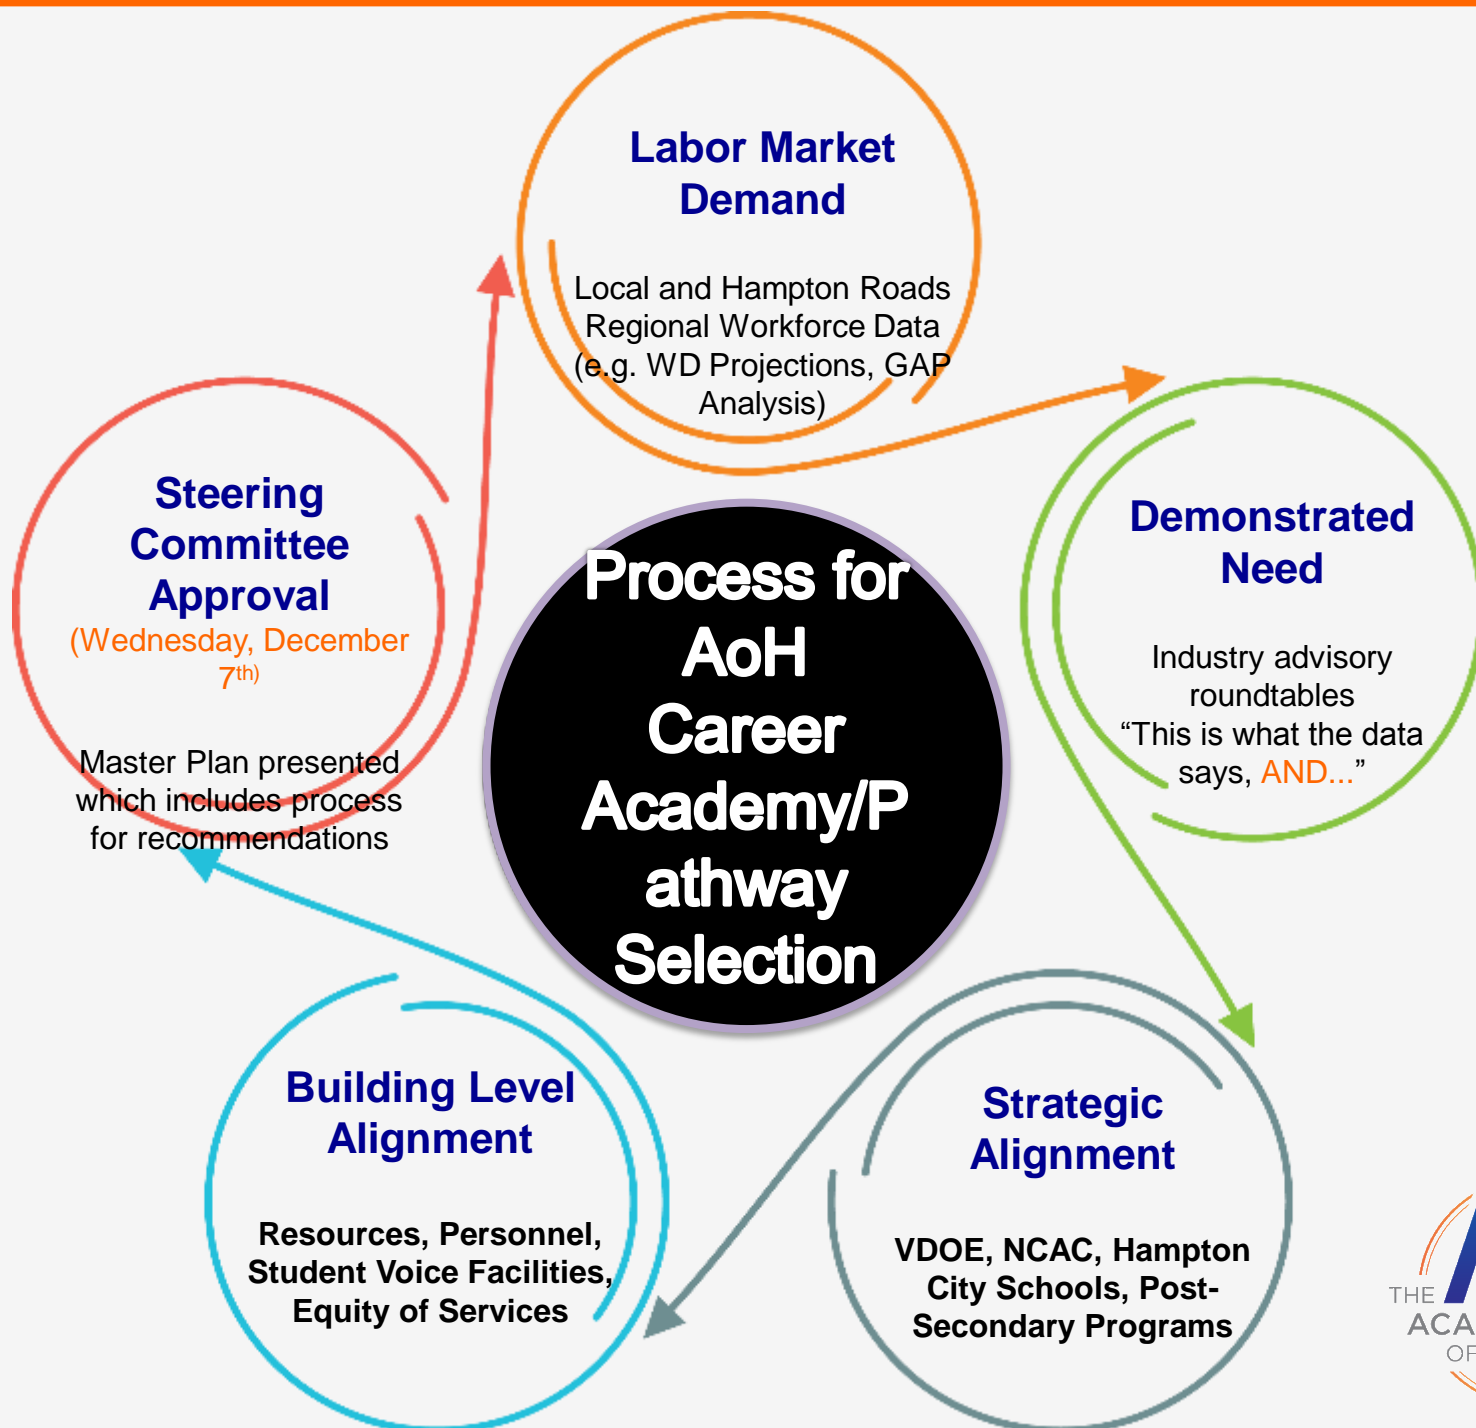 Labor Market
Demand
Local and Hampton Roads
Regional Workforce Data
(e.g. WD Projections, GAP
Analysis)
Demonstrated
Need
Industry advisory
roundtables
“This is what the data
says, AND...”
Strategic
Alignment
VDOE, NCAC, Hampton
City Schools, Post-
Secondary Programs
Building Level
Alignment
Resources, Personnel,
Student Voice Facilities,
Equity of Services
Steering
Committee
Approval
(Wednesday, December
7th)
Master Plan presented
which includes process
for recommendations
Process for
AoH
Career
Academy/P
athway
Selection
THE
ACA
OF